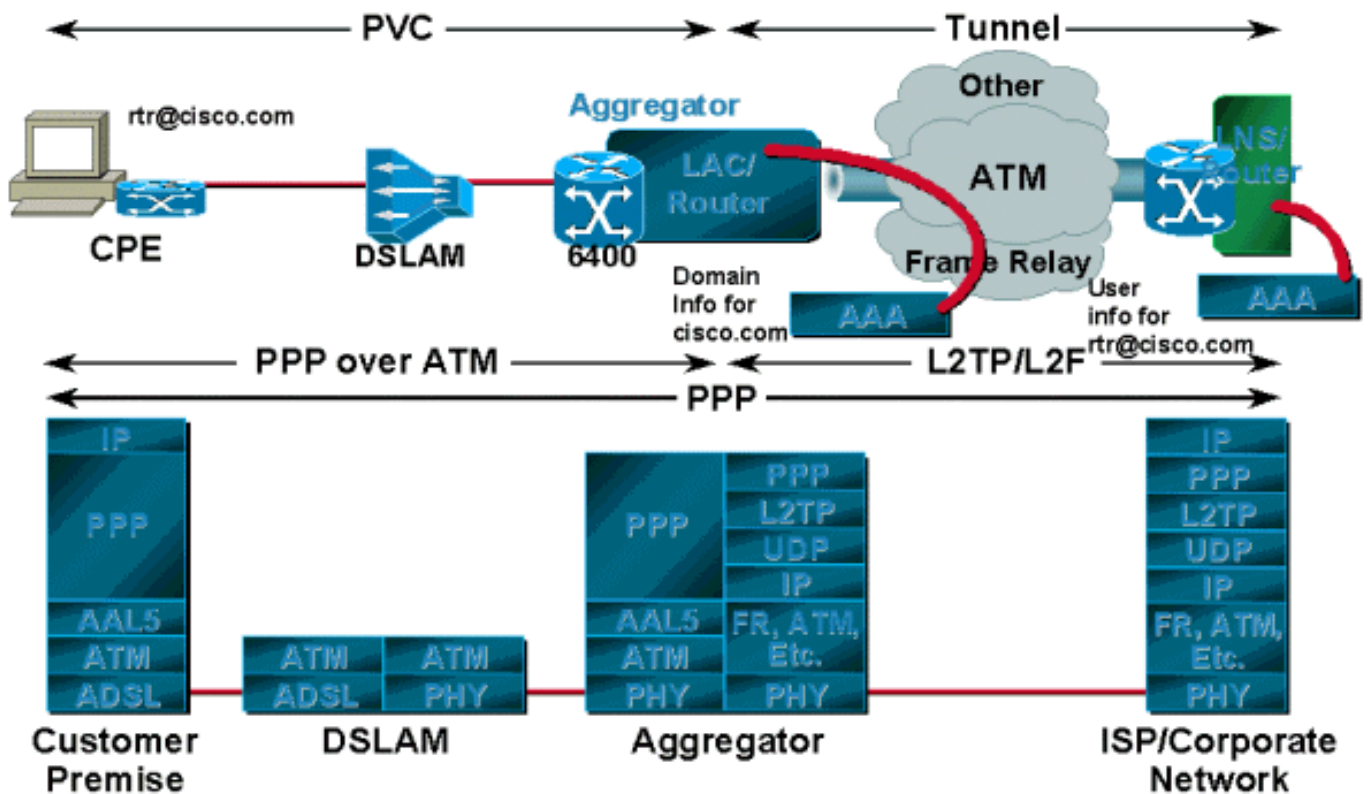 PVC
Tunnel
rtr@cisco.com
Aggregator
Other
LAC/
Router
ATM
LNS/
Router
CPE
DSLAM
6400
Frame Relay
Domain
Info for
cisco.com
AAA
User
info for
rtr@cisco.com
AAA
PPP over ATM
L2TP/L2F
PPP
IP
PPP
AAL5
ATM
ADSL
ATM
ADSL
ATM
PHY
PPP
AAL5
ATM
PHY
PPP
L2TP
UDP
IP
FR, ATM,
Etc.
PHY
IP
PPP
L2TP
UDP
IP
FR, ATM,
Etc.
PHY
Customer
Premise
DSLAM
Aggregator
ISP/Corporate
Network